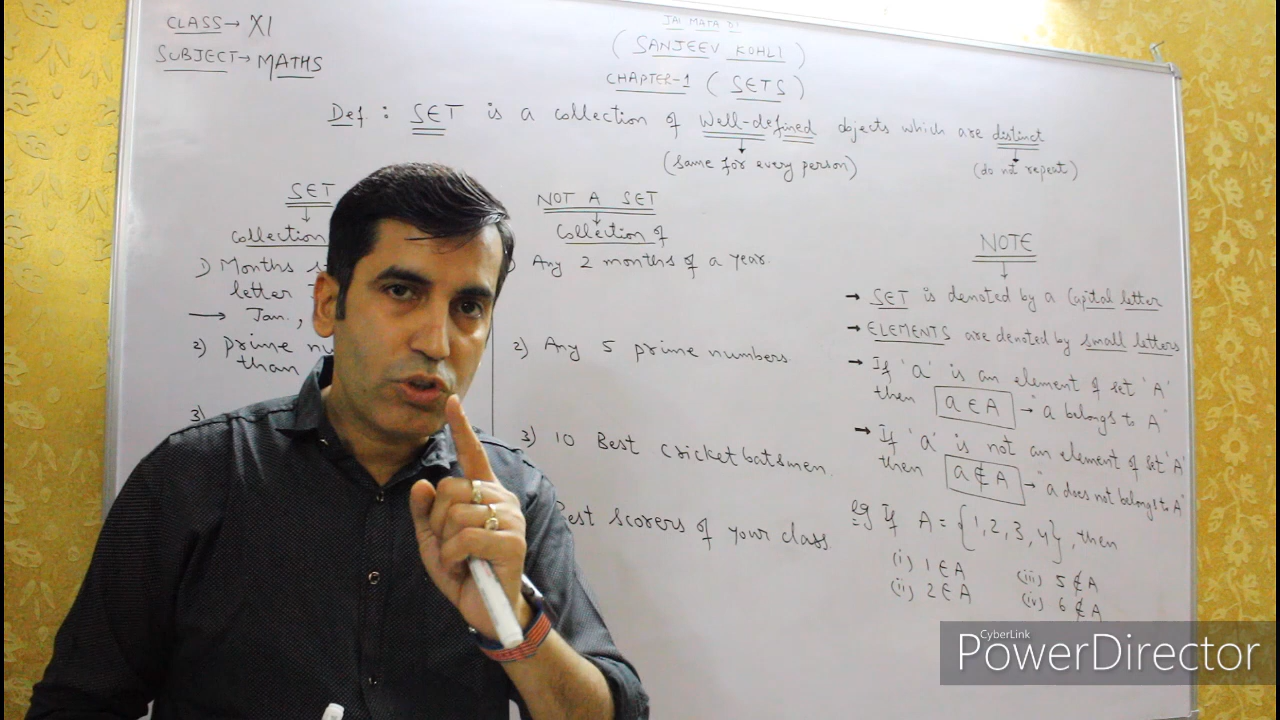 CLASS→ XI
SUBJECT→ MATHS
JAI MATA DI
(SANJEEV KOHLI)
CHAPTER-1 (SETS)
Def : SET is a collection of Well-defined objects which are distinct
(same for every person)
(do not repeat)
SET
collection
1) Months
letter
→ Jan.,
2) prime
than
3)
NOT A SET
collection of
Any 2 months of a year.
2) Any 5 prime numbers.
3) 10 Best cricket batsmen.
Best Scorers of your class.
NOTE
→ SET is denoted by a Capital letter
→ ELEMENTS are denoted by small letters
→ If 'a' is an element of set 'A'
then a ∈ A → "a belongs to A"
→ If 'a' is not an element of set 'A'
then a ∉ A → "a does not belongs to A"
eg If A = {1, 2, 3, 4}, then
(i) 1 ∈ A
(ii) 2 ∈ A
(iii) 5 ∉ A
(iv) 6 ∉ A
CyberLink
PowerDirector